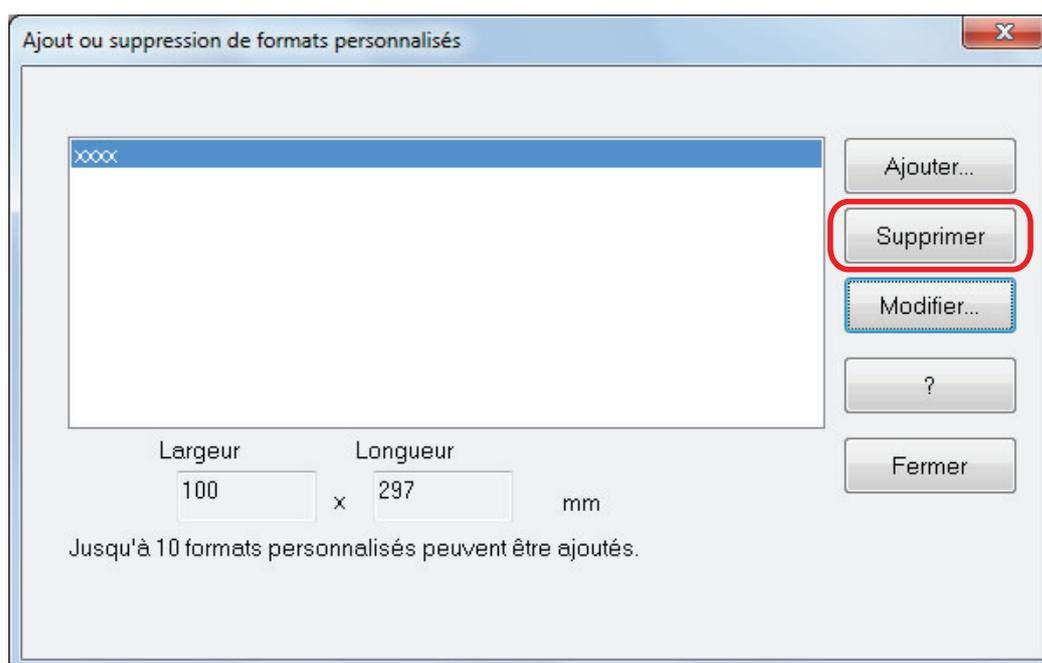 Ajout ou suppression de formats personnalisés
xxxx
Ajouter...
Supprimer
Modifier...
?
Fermer
Largeur Longueur
100 x 297 mm
Jusqu'à 10 formats personnalisés peuvent être ajoutés.